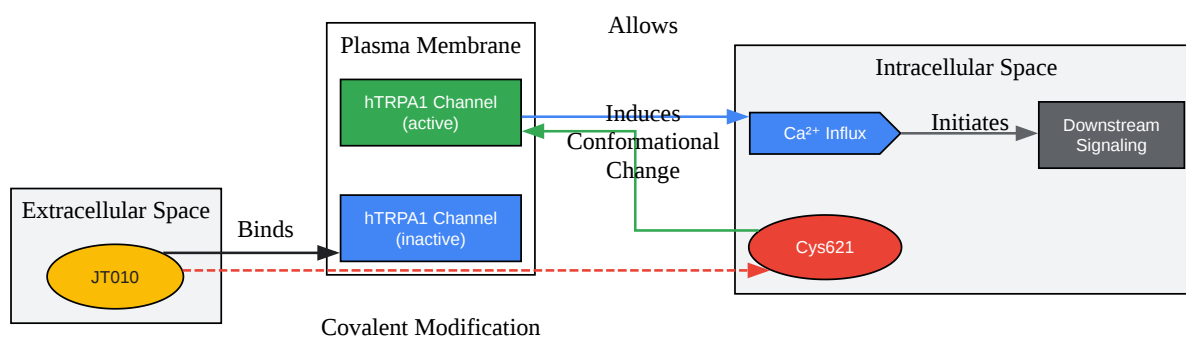 Allows
Plasma Membrane
Intracellular Space
hTRPA1 Channel
(active)
Induces
Conformational
Change
Ca²⁺ Influx
Initiates
Downstream
Signaling
Extracellular Space
Binds
hTRPA1 Channel
(inactive)
Cys621
JT010
Covalent Modification